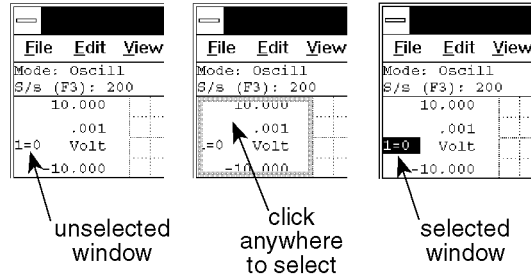 File Edit View
Mode: Oscill
S/s (F3): 200
10.000
.001
1=0 Volt
-10.000
unselected
window
File Edit View
Mode: Oscill
S/s (F3): 200
10.000
.001
=0 Volt
-10.000
click
anywhere
to select
File Edit View
Mode: Oscill
S/s (F3): 200
10.000
.001
1=0 Volt
-10.000
selected
window